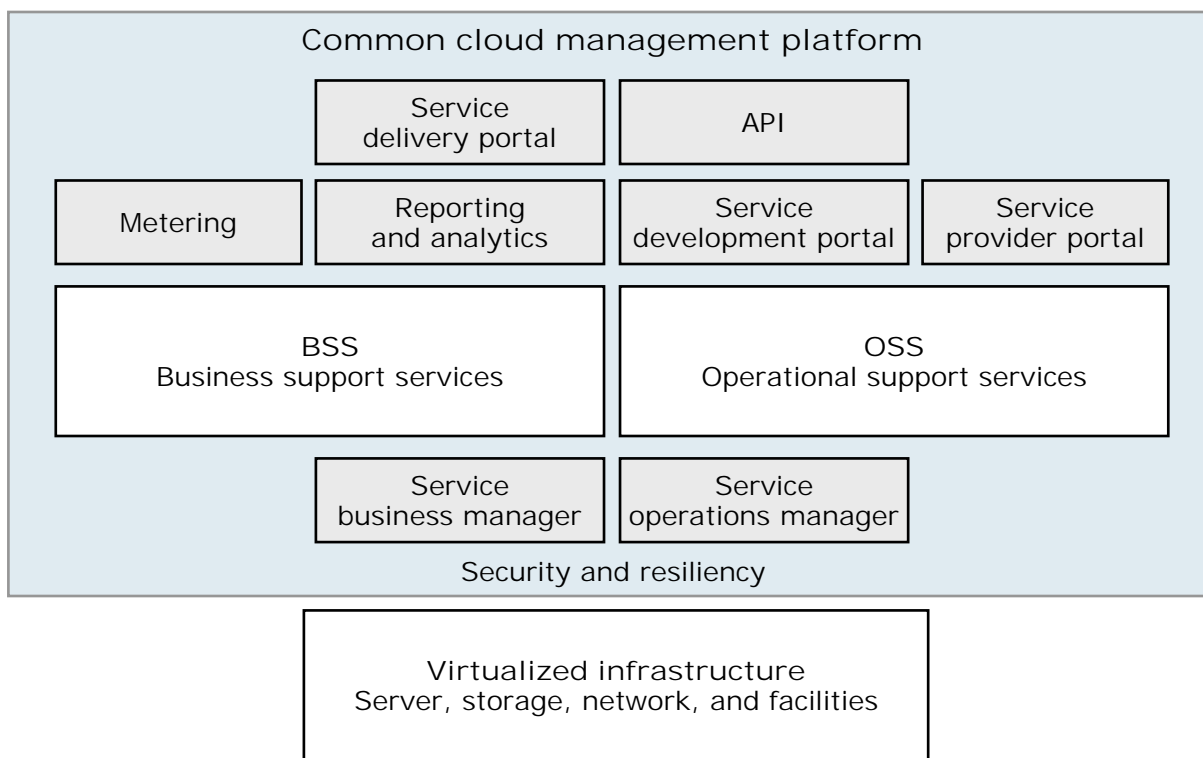 Common cloud management platform
Service
delivery portal
API
Metering
Reporting
and analytics
Service
development portal
Service
provider portal
BSS
Business support services
OSS
Operational support services
Service
business manager
Service
operations manager
Security and resiliency
Virtualized infrastructure
Server, storage, network, and facilities